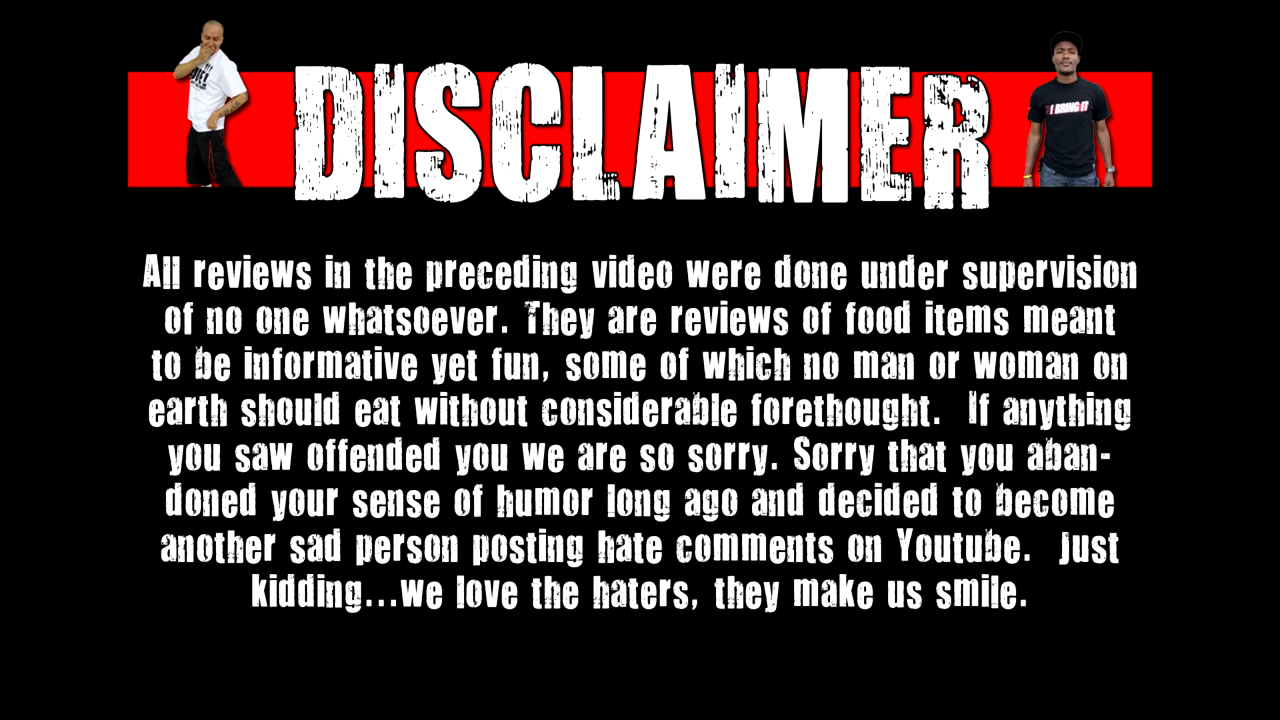 DISCLAIMER
I BRING IT
All reviews in the preceding video were done under supervision
of no one whatsoever. They are reviews of food items meant
to be informative yet fun, some of which no man or woman on
earth should eat without considerable forethought. If anything
you saw offended you we are so sorry. Sorry that you aban-
doned your sense of humor long ago and decided to become
another sad person posting hate comments on Youtube. Just
kidding...we love the haters, they make us smile.